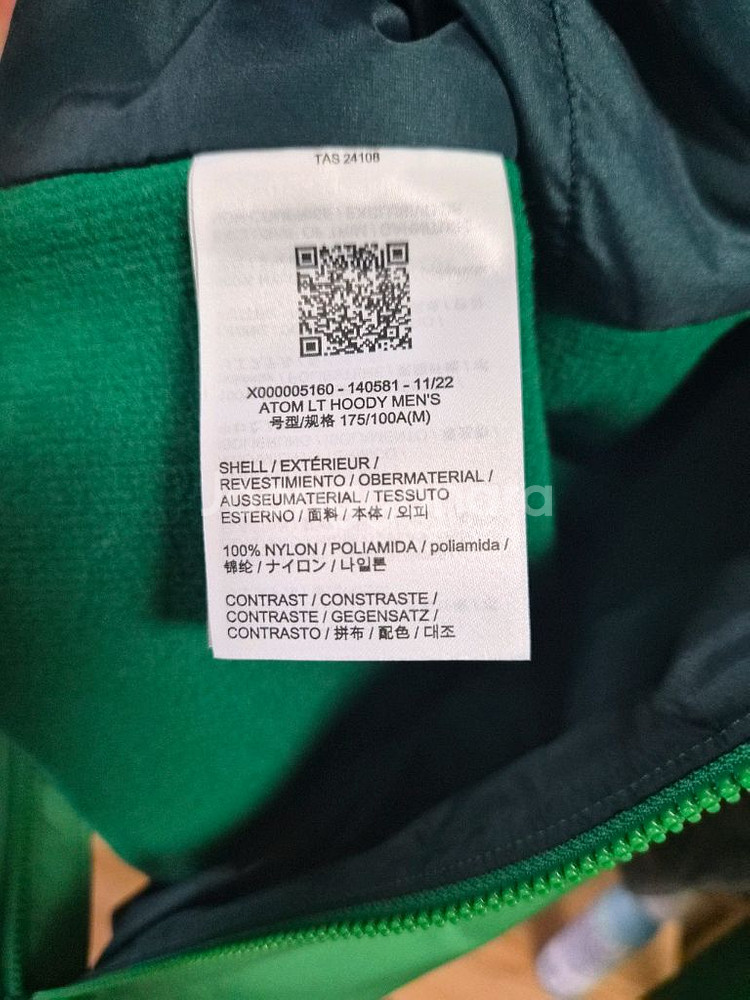 TAS 24108
X000005160 - 140581 - 11/22
ATOM LT HOODY MEN'S
号型/规格 175/100A(M)
SHELL / EXTÉRIEUR /
REVESTIMIENTO / OBERMATERIAL /
AUSSEUMATERIAL / TESSUTO
ESTERNO / 面料 / 本体 / 외피
100% NYLON / POLIAMIDA / poliamida /
锦纶 / ナイロン / 나일론
CONTRAST / CONSTRASTE /
CONTRASTE / GEGENSATZ /
CONTRASTO / 拼布 / 配色 / 대조